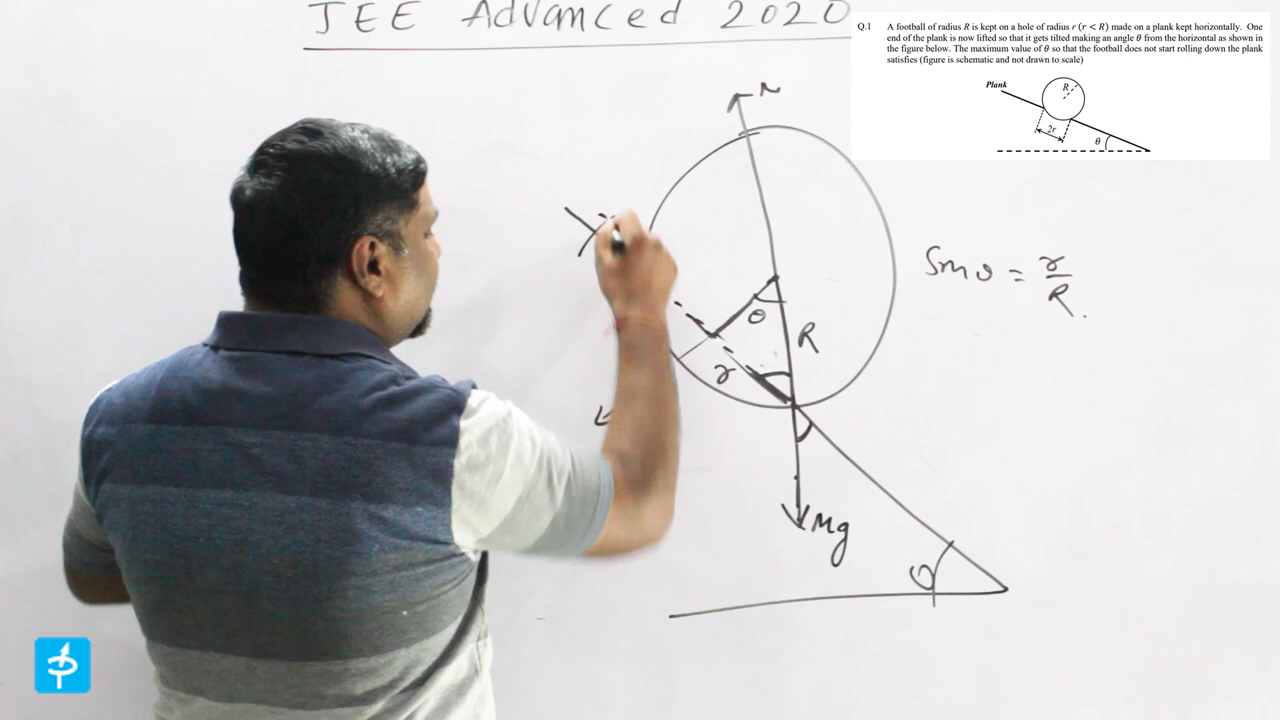 JEE Advanced 2020
Q.1 A football of radius R is kept on a hole of radius r (r < R) made on a plank kept horizontally. One
end of the plank is now lifted so that it gets tilted making an angle θ from the horizontal as shown in
the figure below. The maximum value of θ so that the football does not start rolling down the plank
satisfies (figure is schematic and not drawn to scale)
Plank
R
2r
θ
N
Sinθ = r/R.
θ
R
r
Mg
θ